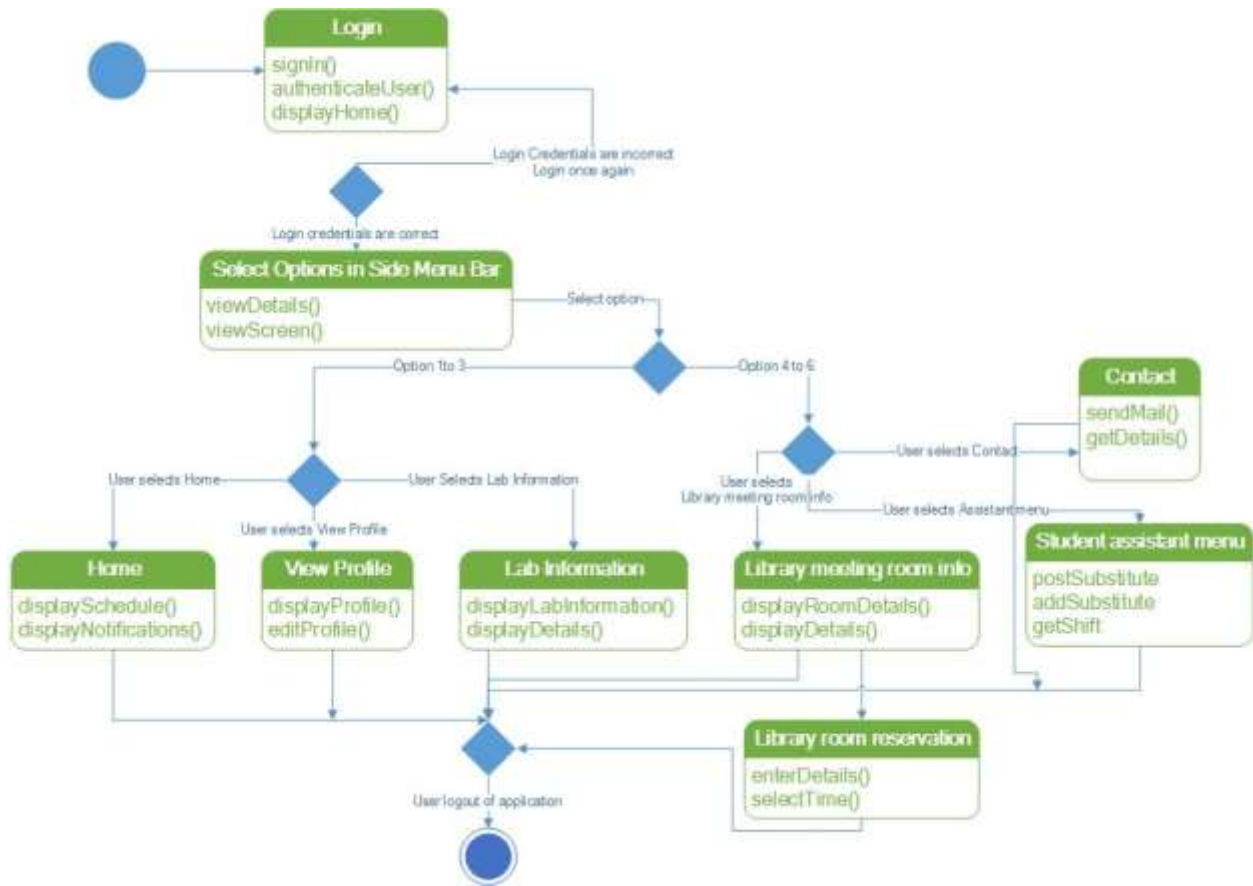 Login
signIn()
authenticateUser()
displayHome()
Login Credentials are incorrect
Login once again
Login credentials are correct
Select Options in Side Menu Bar
viewDetails()
viewScreen()
Select option
Option 1to 3
Option 4 to 6
Contact
sendMail()
getDetails()
User selects Home
User Selects Lab Information
User selects Contact
User selects
Library meeting room info
User selects View Profile
User selects Assistant menu
Home
displaySchedule()
displayNotifications()
View Profile
displayProfile()
editProfile()
Lab Information
displayLabInformation()
displayDetails()
Library meeting room info
displayRoomDetails()
displayDetails()
Student assistant menu
postSubstitute
addSubstitute
getShift
Library room reservation
enterDetails()
selectTime()
User logout of application